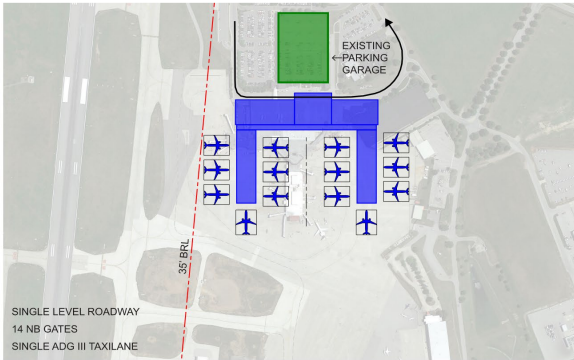 EXISTING
PARKING
GARAGE
35' BRL
SINGLE LEVEL ROADWAY
14 NB GATES
SINGLE ADG III TAXILANE